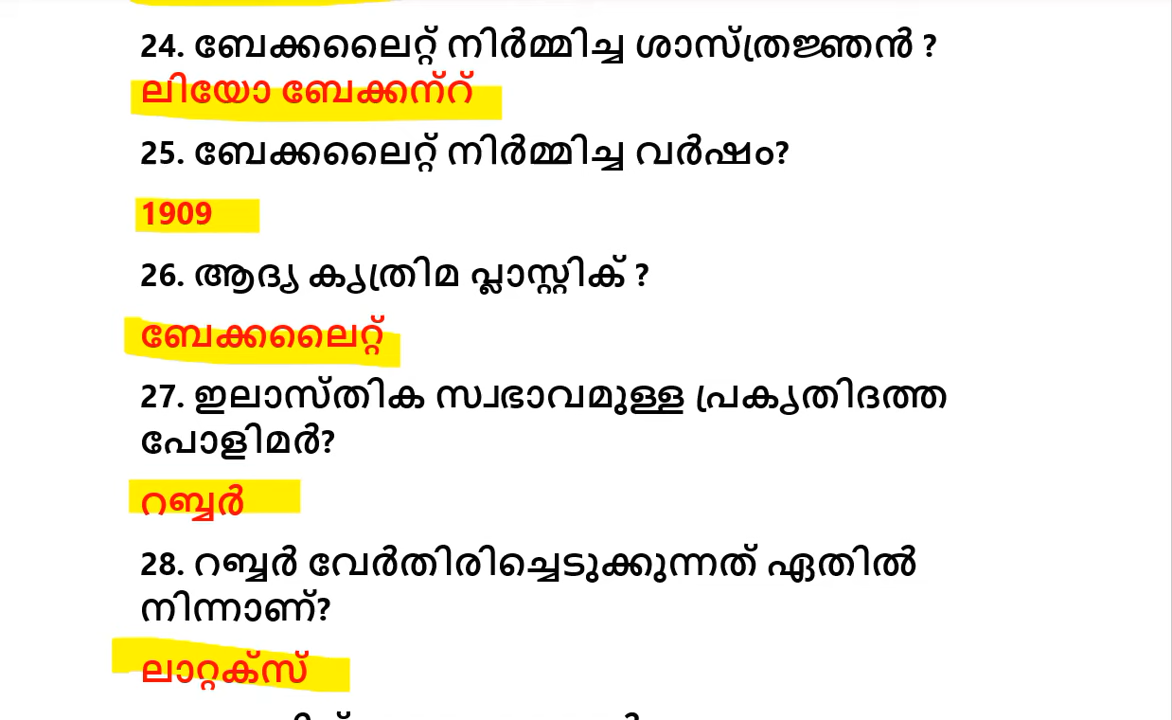 24. ബേക്കലൈറ്റ് നിർമ്മിച്ച ശാസ്ത്രജ്ഞൻ ?
ലിയോ ബേക്കന്റ്
25. ബേക്കലൈറ്റ് നിർമ്മിച്ച വർഷം?
1909
26. ആദ്യ കൃത്രിമ പ്ലാസ്റ്റിക് ?
ബേക്കലൈറ്റ്
27. ഇലാസ്തിക സ്വഭാവമുള്ള പ്രകൃതിദത്ത
പോളിമർ?
റബ്ബർ
28. റബ്ബർ വേർതിരിച്ചെടുക്കുന്നത് ഏതിൽ
നിന്നാണ്?
ലാറ്റക്സ്